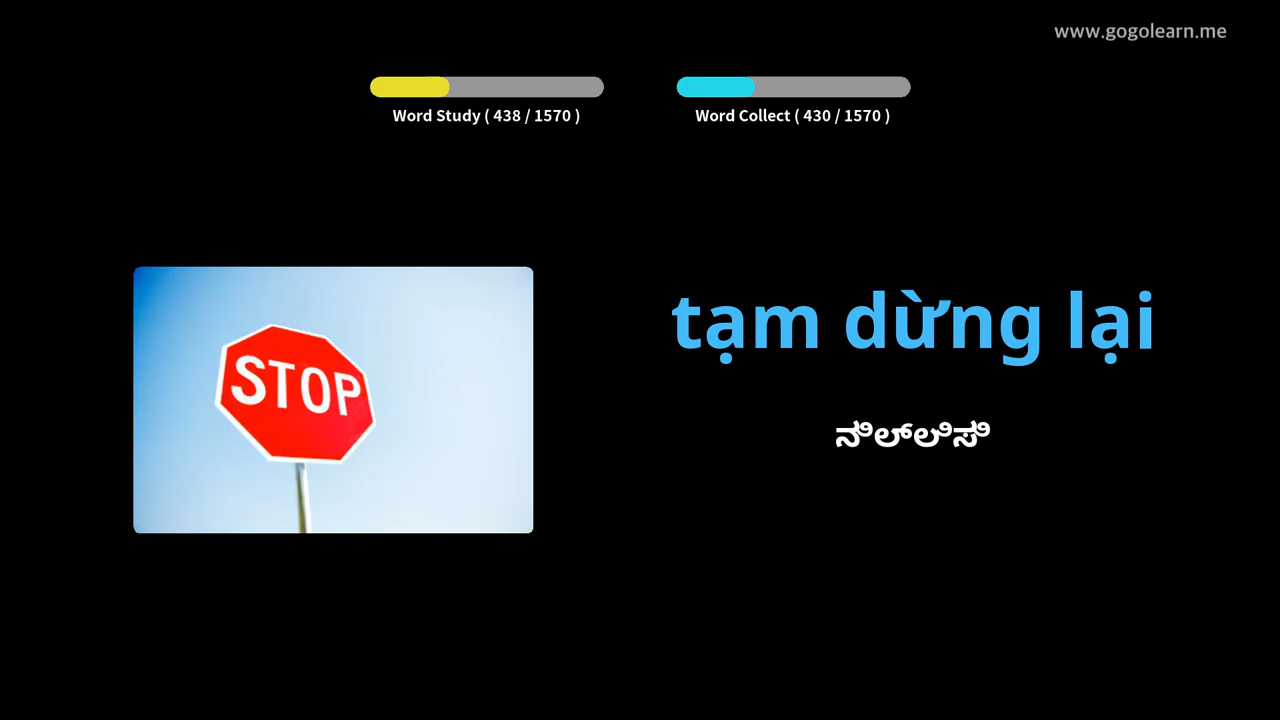 www.gogolearn.me
Word Study ( 438 / 1570 )
Word Collect ( 430 / 1570 )
STOP
tạm dừng lại
ನಿಲ್ಲಿಸಿ